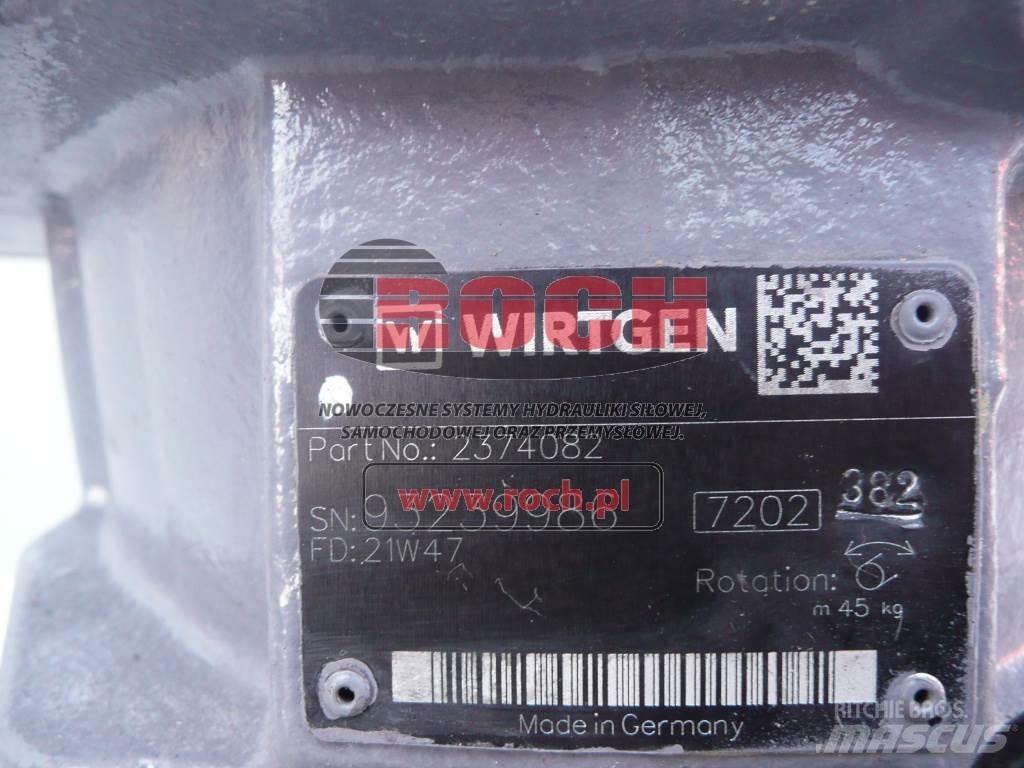 ROCH
W WIRTGEN
NOWOCZESNE SYSTEMY HYDRAULIKI SIŁOWEJ,
SAMOCHODOWEJ ORAZ PRZEMYSŁOWEJ.
Part No.: 2374082
www.roch.pl
SN: 93239986
7202
382
FD: 21W47
Rotation:
m 45 kg
Made in Germany
RITCHIE BROS.
MASCUS